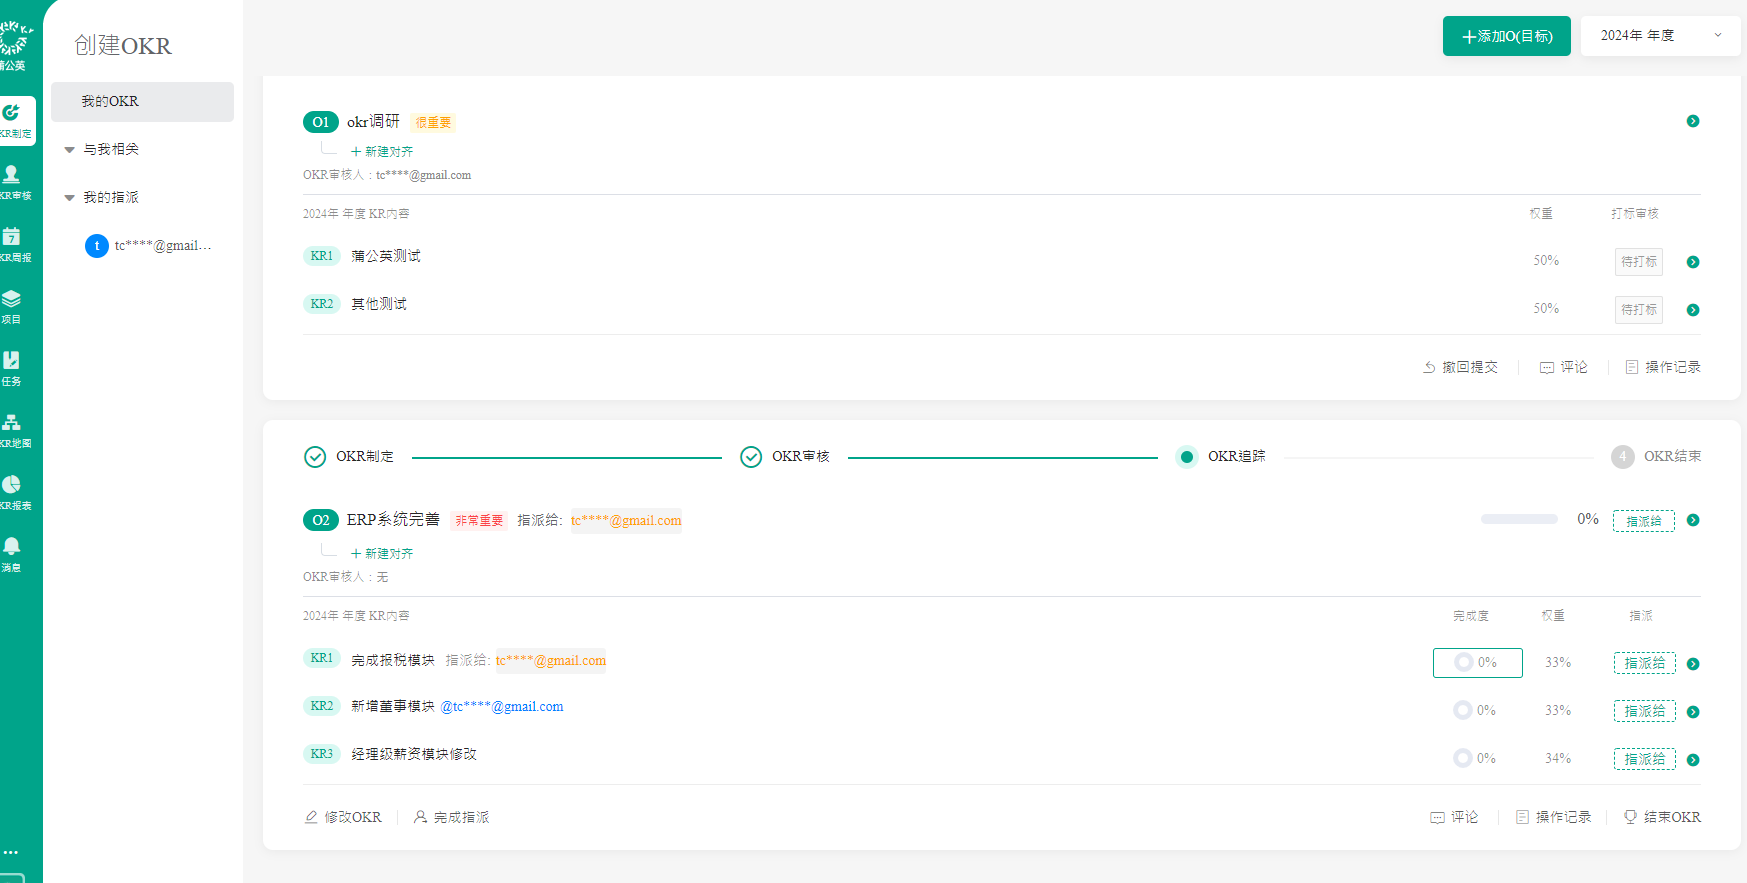 创建OKR
添加O(目标)
2024年 年度
蒲公英
我的OKR
KR制定
与我相关
KR审核
我的指派
t tc****@gmail...
7
KR周报
项目
任务
KR地图
KR报表
消息
O1 okr调研 很重要
新建对齐
OKR审核人 : tc****@gmail.com
2024年 年度 KR内容 权重 打标审核
KR1 蒲公英测试 50% 待打标
KR2 其他测试 50% 待打标
撤回提交 评论 操作记录
OKR制定 OKR审核 OKR追踪 4 OKR结束
O2 ERP系统完善 非常重要 指派给: tc****@gmail.com 0% 指派给
新建对齐
OKR审核人 : 无
2024年 年度 KR内容 完成度 权重 指派
KR1 完成报税模块 指派给: tc****@gmail.com 0% 33% 指派给
KR2 新增董事模块 @tc****@gmail.com 0% 33% 指派给
KR3 经理级薪资模块修改 0% 34% 指派给
修改OKR 完成指派 评论 操作记录 结束OKR